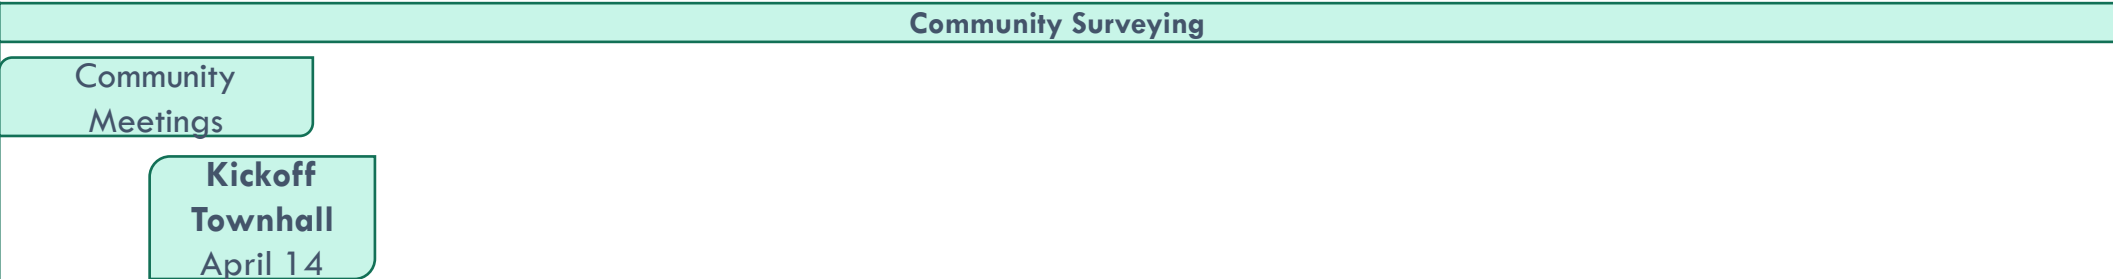 Community Surveying
Community
Meetings
Kickoff
Townhall
April 14